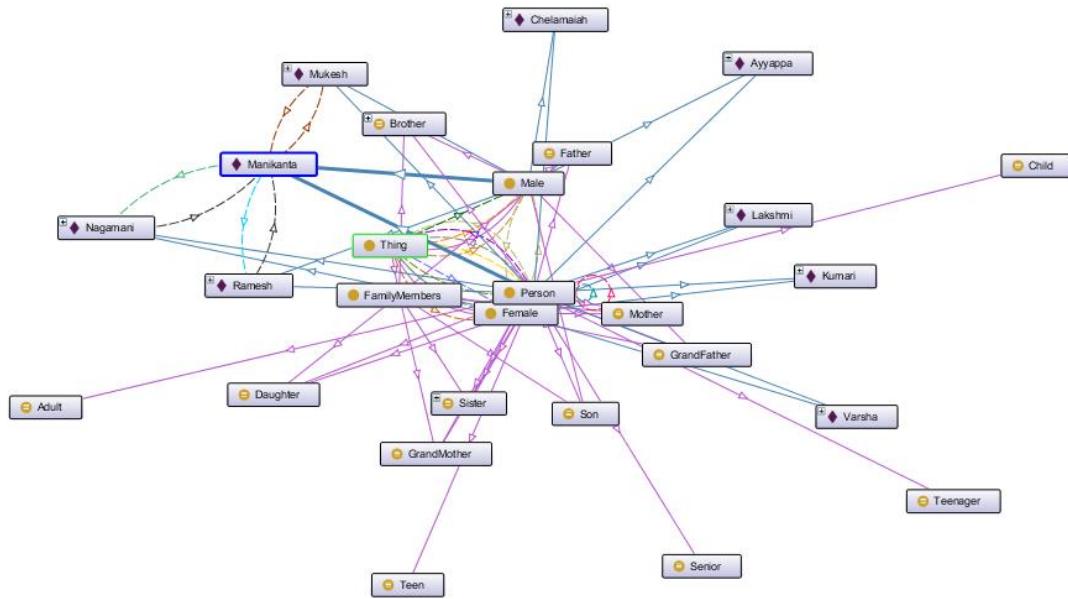 Chelamaiah
Ayyappa
Mukesh
Brother
Father
Manikanta
Male
Child
Lakshmi
Nagamani
Thing
Kumari
Ramesh
FamilyMembers
Person
Female
Mother
GrandFather
Daughter
Adult
Sister
Son
Varsha
GrandMother
Teenager
Senior
Teen